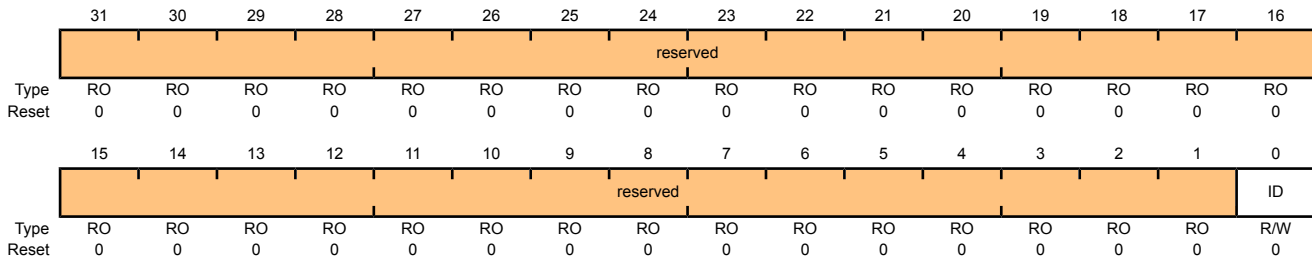 31 30 29 28 27 26 25 24 23 22 21 20 19 18 17 16
reserved
Type RO RO RO RO RO RO RO RO RO RO RO RO RO RO RO RO
Reset 0 0 0 0 0 0 0 0 0 0 0 0 0 0 0 0
15 14 13 12 11 10 9 8 7 6 5 4 3 2 1 0
reserved ID
Type RO RO RO RO RO RO RO RO RO RO RO RO RO RO RO R/W
Reset 0 0 0 0 0 0 0 0 0 0 0 0 0 0 0 0